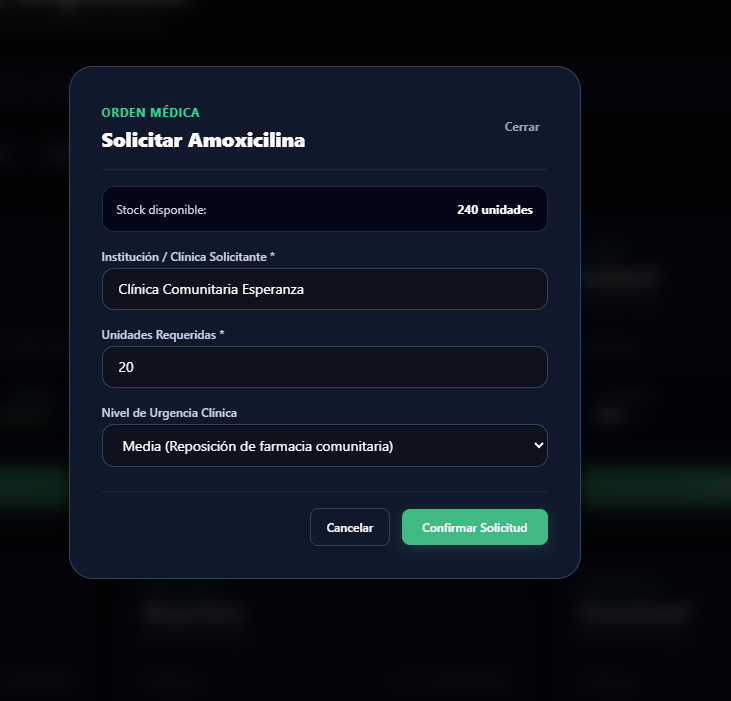 ORDEN MÉDICA
Solicitar Amoxicilina
Cerrar
Stock disponible: 240 unidades
Institución / Clínica Solicitante *
Clínica Comunitaria Esperanza
Unidades Requeridas *
20
Nivel de Urgencia Clínica
Media (Reposición de farmacia comunitaria)
Cancelar Confirmar Solicitud